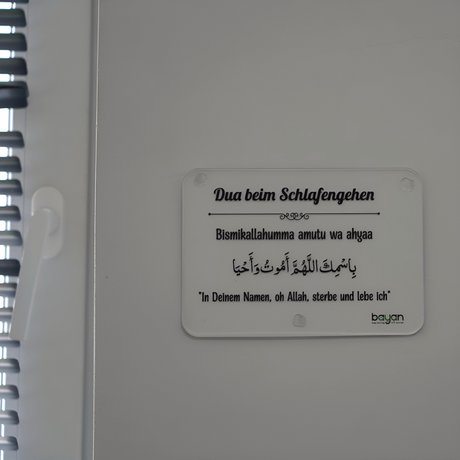 Dua beim Schlafengehen
Bismikallahumma amutu wa ahyaa
بِاسْمِكَ اللَّهُمَّ أَمُوتُ وَأَحْيَا
"In Deinem Namen, oh Allah, sterbe und lebe ich"
bayan